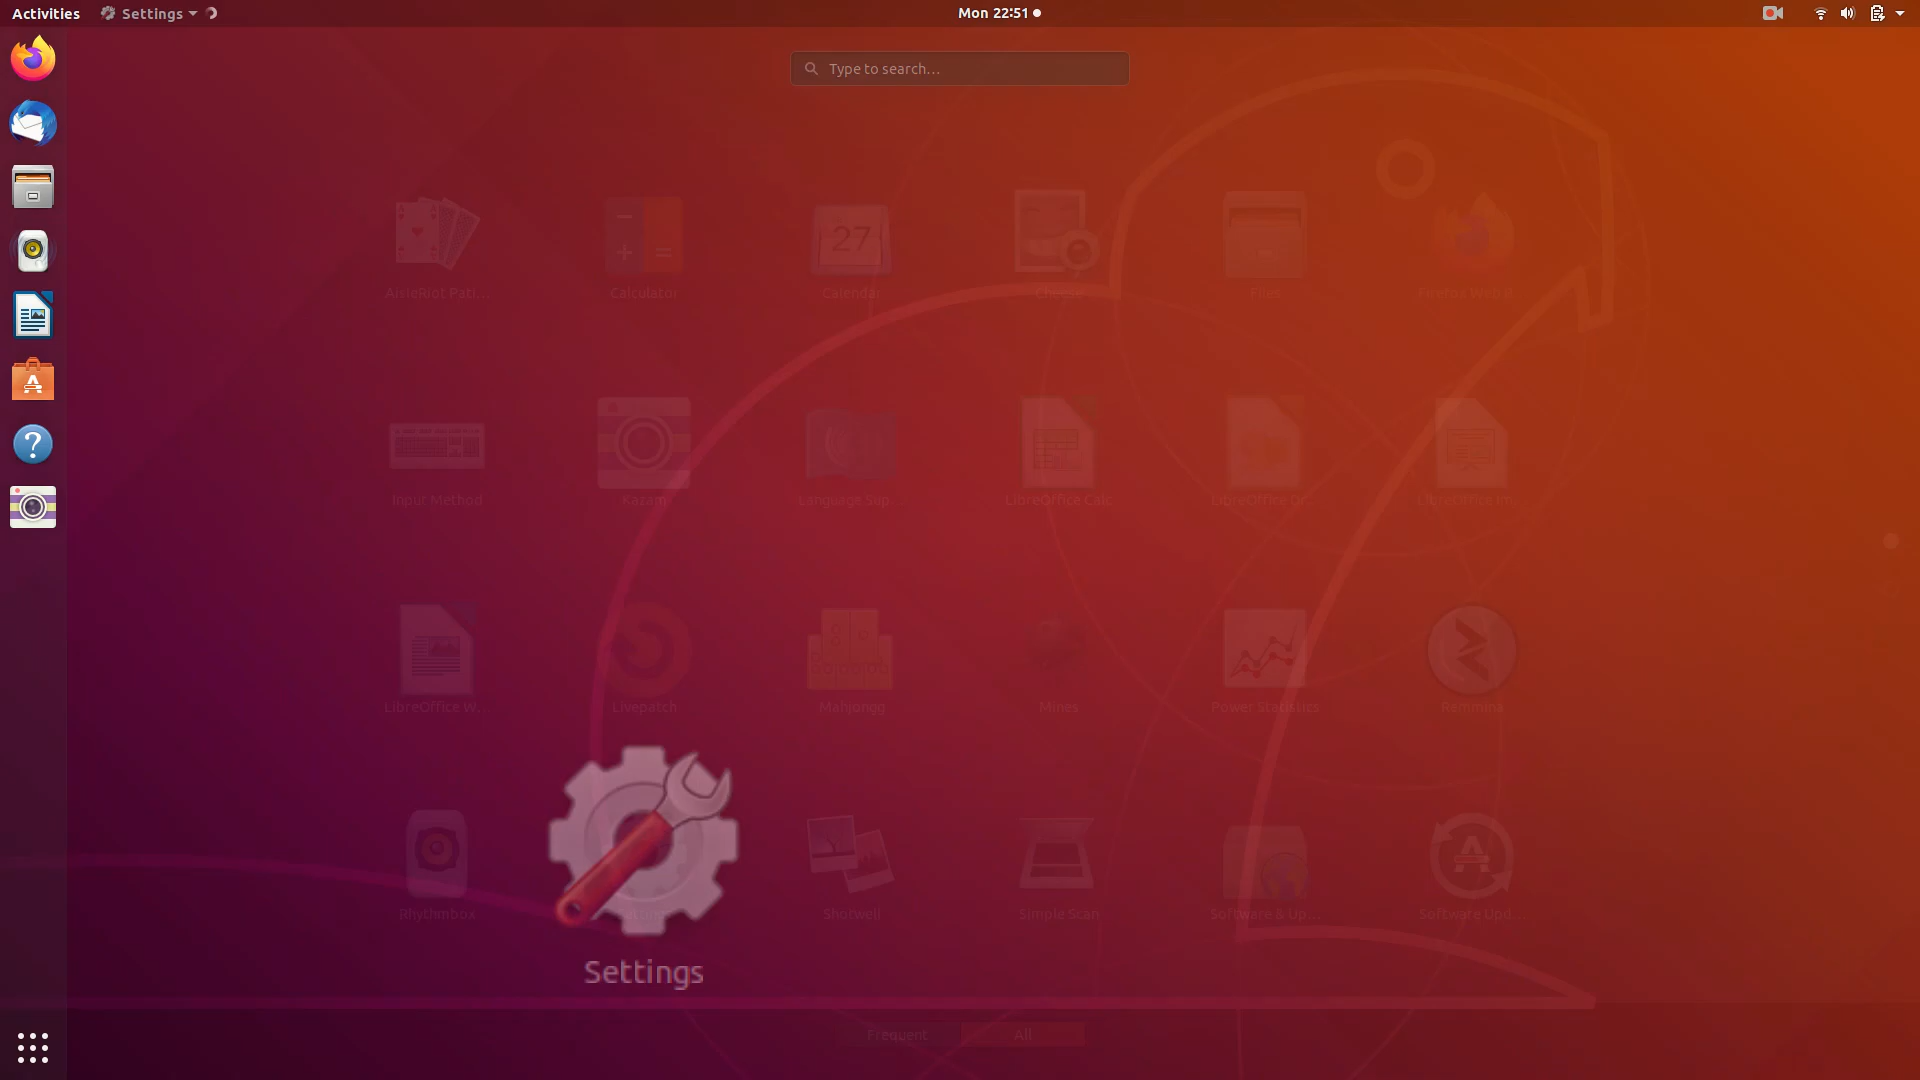 Activities
Settings
Mon 22:51
Type to search...
27
AisleRiot Pati...
Calculator
Calendar
Cheese
Files
Firefox Web B...
Input Method
Kazam
Language Sup...
LibreOffice Calc
LibreOffice D...
LibreOffice Im...
LibreOffice W...
Livepatch
Mahjongg
Mines
Power Statistics
Remmina
Rhythmbox
Shotwell
Simple Scan
Software & Up...
Software Upd...
Settings
Frequent
All